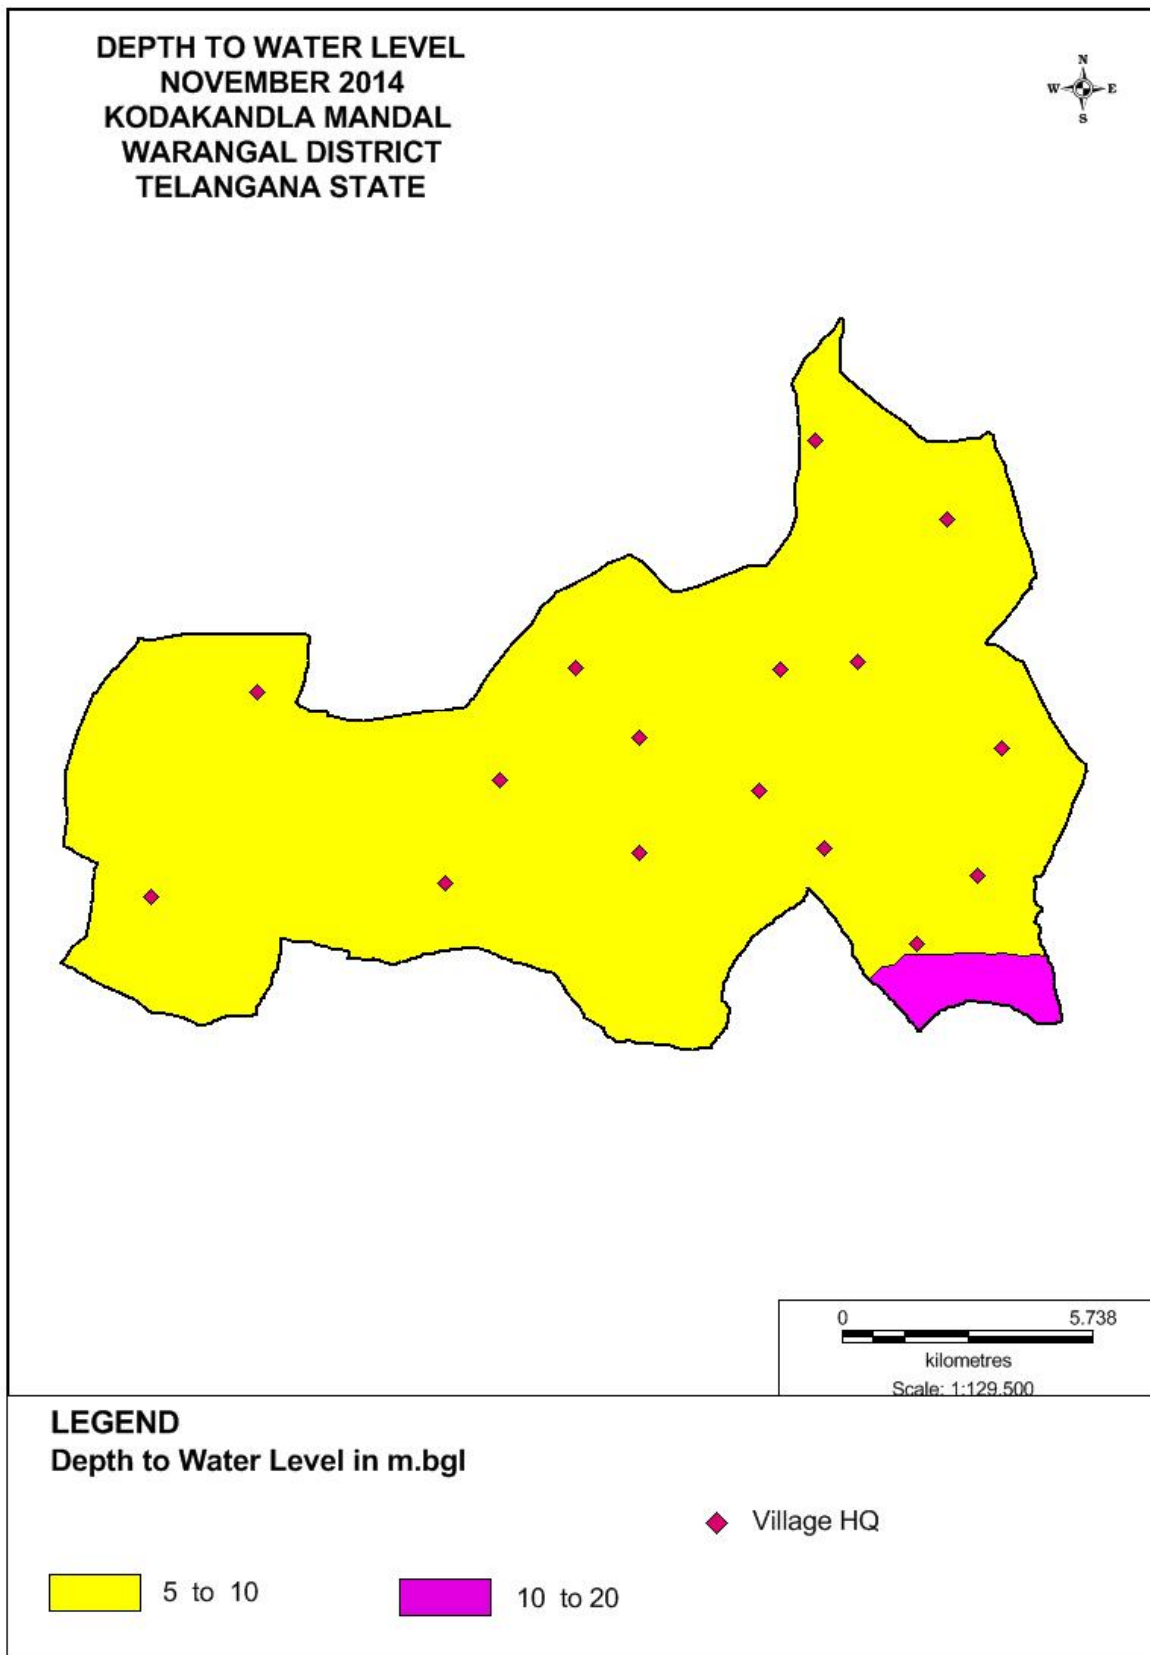 DEPTH TO WATER LEVEL
NOVEMBER 2014
KODAKANDLA MANDAL
WARANGAL DISTRICT
TELANGANA STATE
N
W E
S
0 5.738
kilometres
Scale: 1:129,500
LEGEND
Depth to Water Level in m.bgl
Village HQ
5 to 10 10 to 20